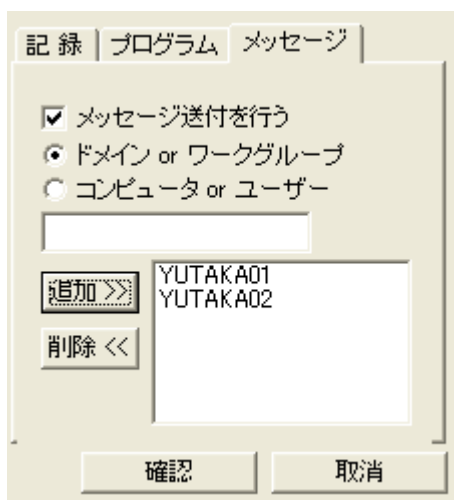 記 録 プログラム メッセージ
メッセージ送付を行う
ドメイン or ワークグループ
コンピュータ or ユーザー
追加 >>
YUTAKA01
YUTAKA02
削除 <<
確認 取消